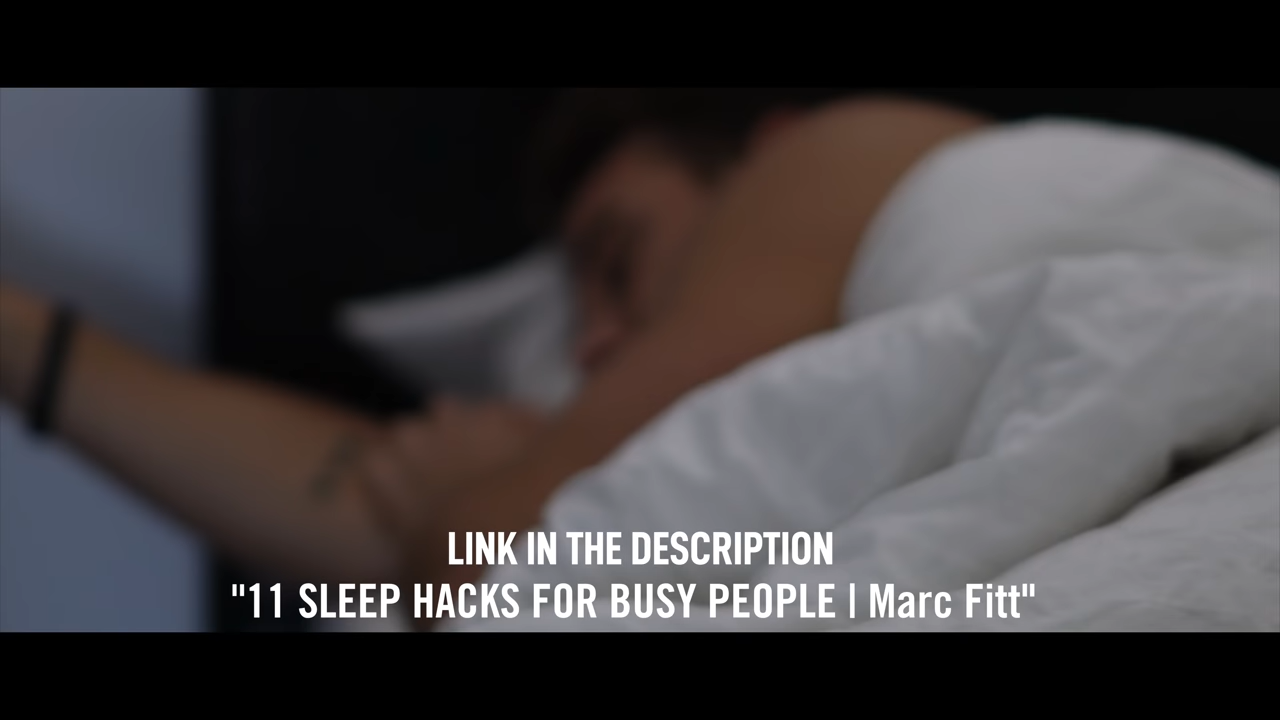 LINK IN THE DESCRIPTION
"11 SLEEP HACKS FOR BUSY PEOPLE | Marc Fitt"